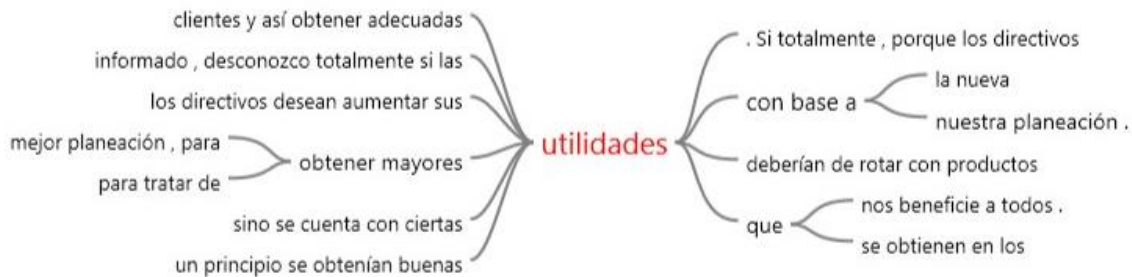 clientes y así obtener adecuadas
informado , desconozco totalmente si las
los directivos desean aumentar sus
mejor planeación , para
para tratar de
obtener mayores
sino se cuenta con ciertas
un principio se obtenían buenas
utilidades
. Si totalmente , porque los directivos
con base a
la nueva
nuestra planeación .
deberían de rotar con productos
que
nos beneficie a todos .
se obtienen en los